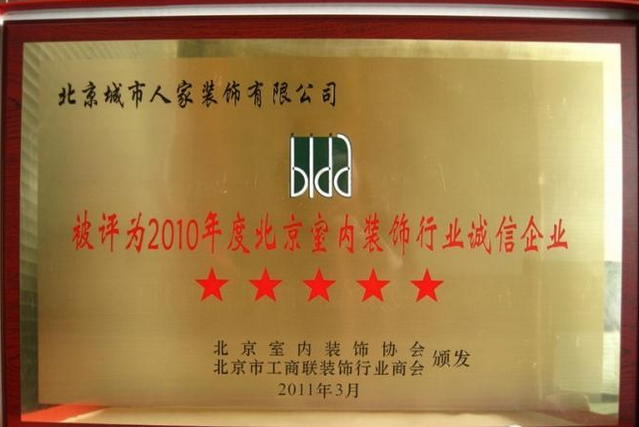 北京城市人家装饰有限公司
bida
被评为2010年度北京室内装饰行业诚信企业
★★★★★
北京室内装饰协会
北京市工商联装饰行业商会 颁发
2011年3月